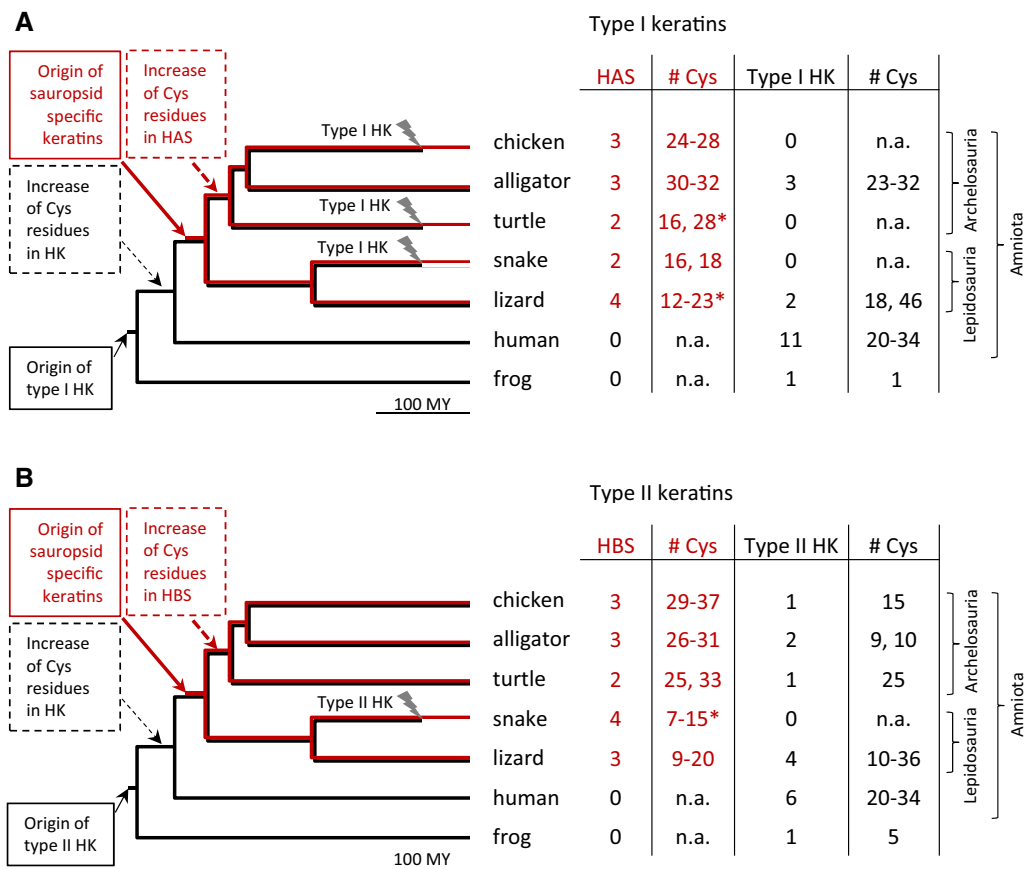 A
Type I keratins
Origin of
sauropsid
specific
keratins
Increase
of Cys
residues
in HAS
Increase
of Cys
residues
in HK
Origin of
type I HK
Type I HK
Type I HK
Type I HK
100 MY
HAS # Cys Type I HK # Cys
chicken 3 24-28 0 n.a.
alligator 3 30-32 3 23-32
turtle 2 16, 28* 0 n.a.
snake 2 16, 18 0 n.a.
lizard 4 12-23* 2 18, 46
human 0 n.a. 11 20-34
frog 0 n.a. 1 1
Archelosauria
Lepidosauria
Amniota
B
Type II keratins
Origin of
sauropsid
specific
keratins
Increase
of Cys
residues
in HBS
Increase
of Cys
residues
in HK
Origin of
type II HK
Type II HK
100 MY
HBS # Cys Type II HK # Cys
chicken 3 29-37 1 15
alligator 3 26-31 2 9, 10
turtle 2 25, 33 1 25
snake 4 7-15* 0 n.a.
lizard 3 9-20 4 10-36
human 0 n.a. 6 20-34
frog 0 n.a. 1 5
Archelosauria
Lepidosauria
Amniota